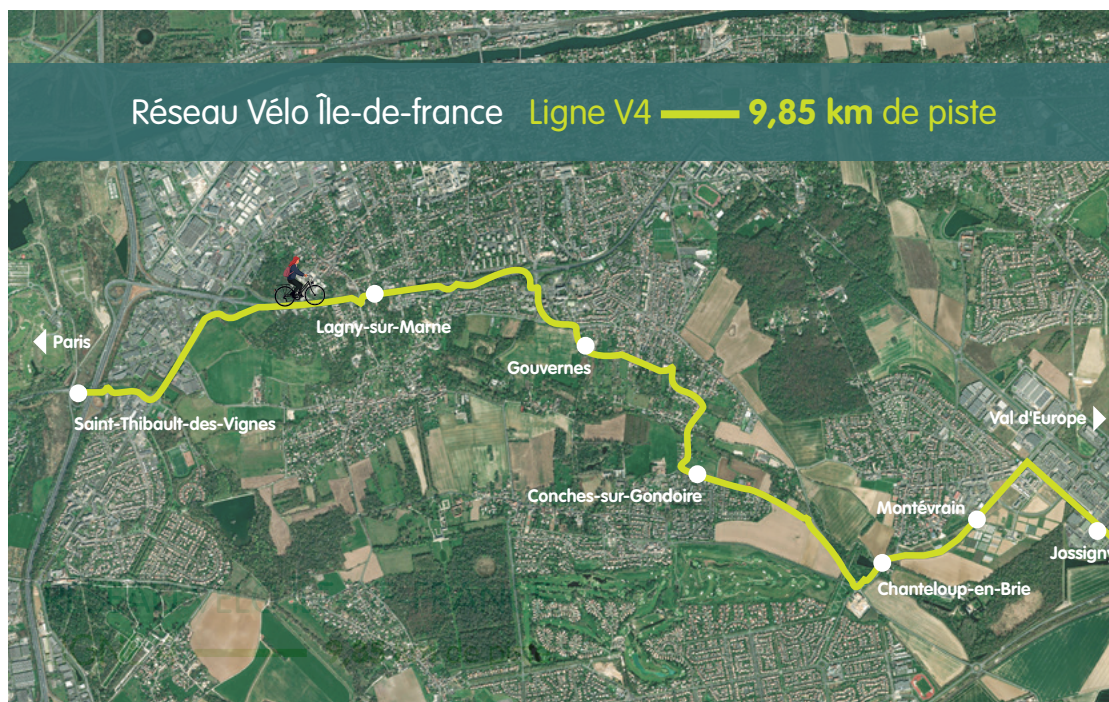 Réseau Vélo Île-de-france Ligne V4 9,85 km de piste
Lagny-sur-Marne
Paris
Gouvernes
Saint-Thibault-des-Vignes
Val d'Europe
Conches-sur-Gondoire
Montévrain
Jossigny
Chanteloup-en-Brie